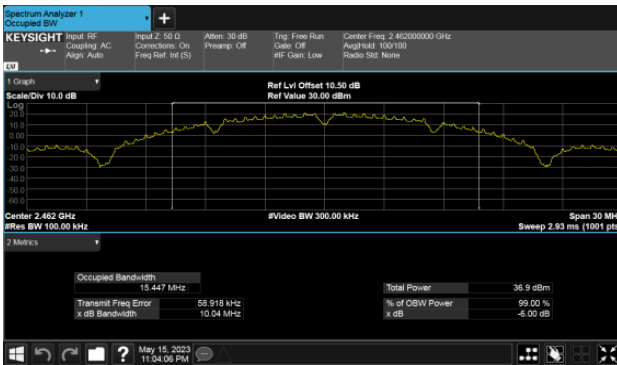 Spectrum Analyzer 1
Occupied BW
+
KEYSIGHT Input: RF Input Z: 50 Ω Atten: 30 dB Trig: Free Run Center Freq: 2.462000000 GHz
Coupling: AC Corrections: On Preamp: Off Gate: Off Avg|Hold: 100/100
Align: Auto Freq Ref: Int (S) #IF Gain: Low Radio Std: None
LXI
1 Graph
Scale/Div 10.0 dB Ref Lvl Offset 10.50 dB
Ref Value 30.00 dBm
Log
20.0
10.0
0.00
-10.0
-20.0
-30.0
-40.0
-50.0
-60.0
Center 2.462 GHz #Video BW 300.00 kHz Span 30 MH
#Res BW 100.00 kHz Sweep 2.93 ms (1001 pts
2 Metrics
Occupied Bandwidth
15.447 MHz Total Power 36.9 dBm
Transmit Freq Error 58.918 kHz % of OBW Power 99.00 %
x dB Bandwidth 10.04 MHz x dB -6.00 dB
? May 15, 2023
11:04:06 PM